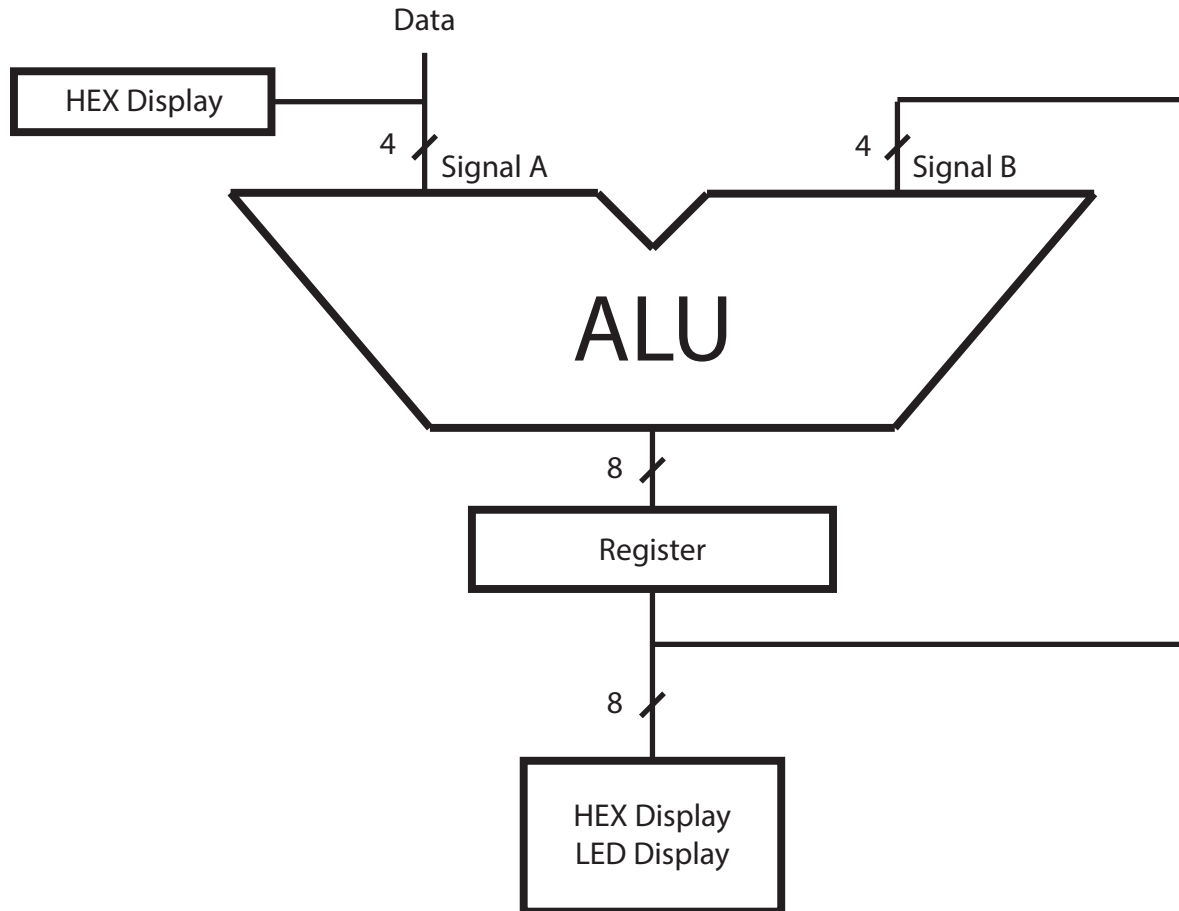 Data
HEX Display
4
Signal A
4
Signal B
ALU
8
Register
8
HEX Display
LED Display